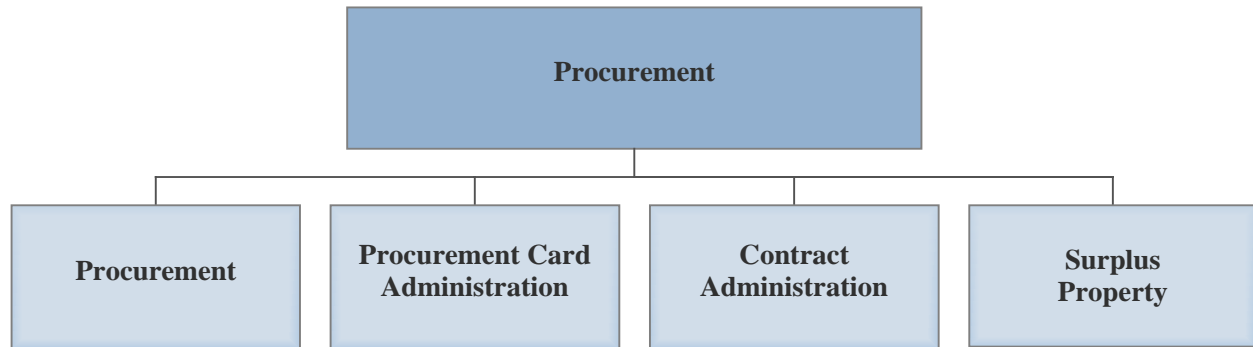 Procurement
Procurement
Procurement Card
Administration
Contract
Administration
Surplus
Property